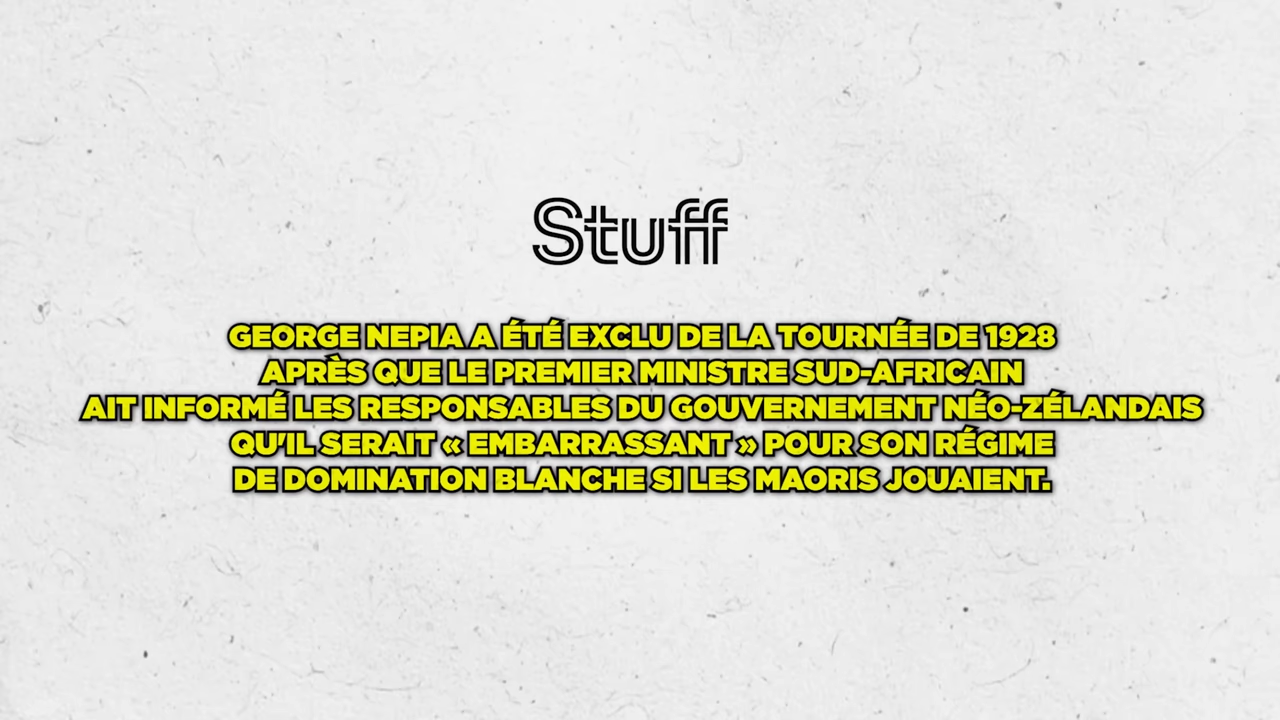 Stuff
GEORGE NEPIA A ÉTÉ EXCLU DE LA TOURNÉE DE 1928
APRÈS QUE LE PREMIER MINISTRE SUD-AFRICAIN
AIT INFORMÉ LES RESPONSABLES DU GOUVERNEMENT NÉO-ZÉLANDAIS
QU'IL SERAIT « EMBARRASSANT » POUR SON RÉGIME
DE DOMINATION BLANCHE SI LES MAORIS JOUAIENT.